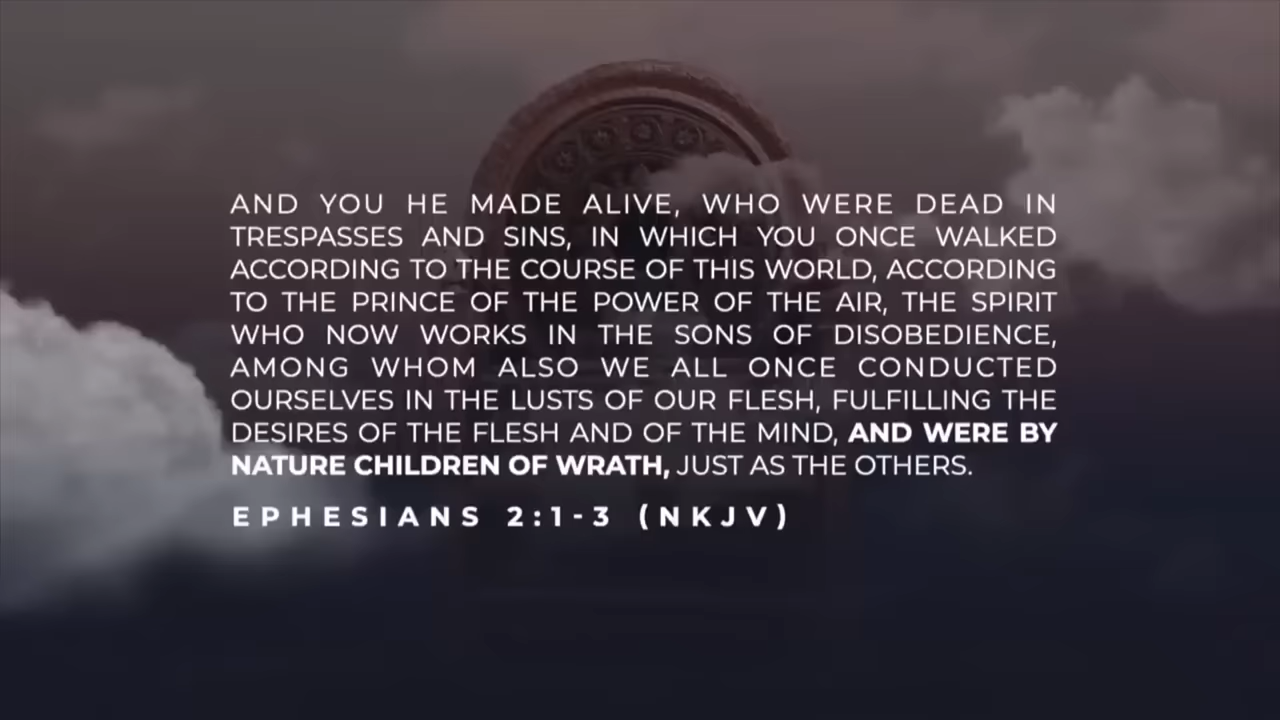 AND YOU HE MADE ALIVE, WHO WERE DEAD IN
TRESPASSES AND SINS, IN WHICH YOU ONCE WALKED
ACCORDING TO THE COURSE OF THIS WORLD, ACCORDING
TO THE PRINCE OF THE POWER OF THE AIR, THE SPIRIT
WHO NOW WORKS IN THE SONS OF DISOBEDIENCE,
AMONG WHOM ALSO WE ALL ONCE CONDUCTED
OURSELVES IN THE LUSTS OF OUR FLESH, FULFILLING THE
DESIRES OF THE FLESH AND OF THE MIND, AND WERE BY
NATURE CHILDREN OF WRATH, JUST AS THE OTHERS.
EPHESIANS 2:1-3 (NKJV)